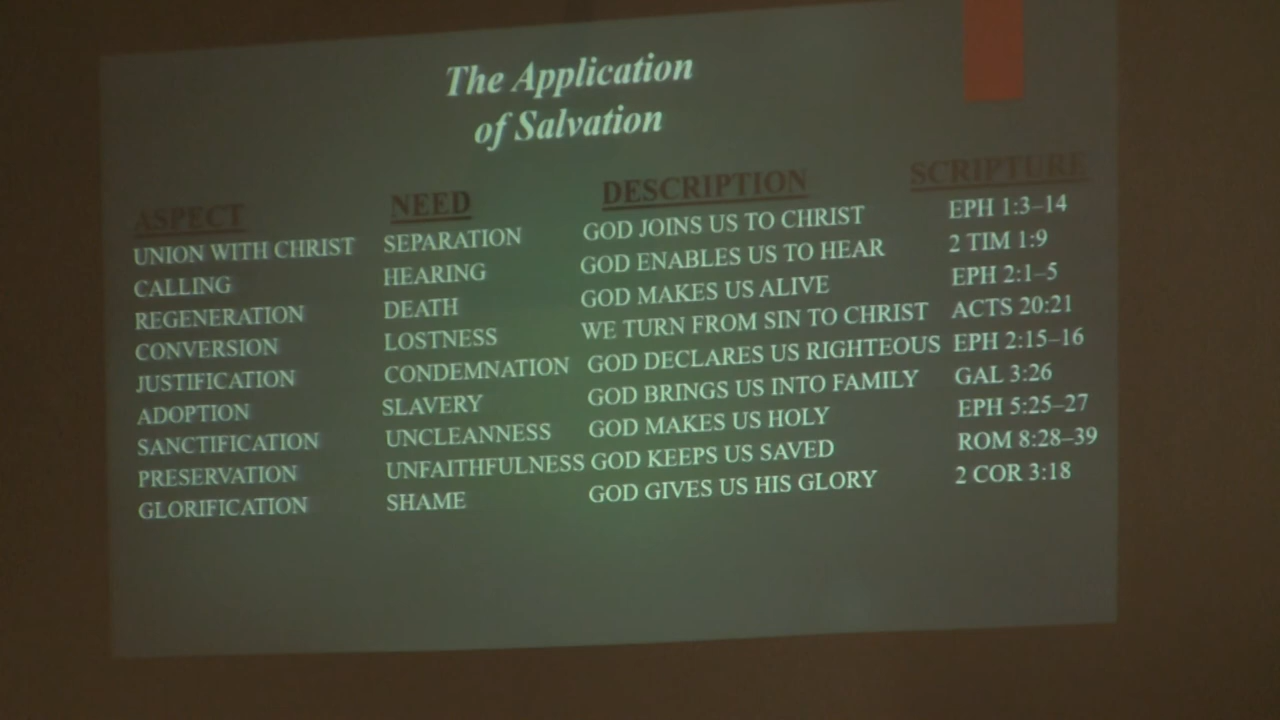 The Application
of Salvation
ASPECT NEED DESCRIPTION SCRIPTURE
UNION WITH CHRIST SEPARATION GOD JOINS US TO CHRIST EPH 1:3–14
CALLING HEARING GOD ENABLES US TO HEAR 2 TIM 1:9
REGENERATION DEATH GOD MAKES US ALIVE EPH 2:1–5
CONVERSION LOSTNESS WE TURN FROM SIN TO CHRIST ACTS 20:21
JUSTIFICATION CONDEMNATION GOD DECLARES US RIGHTEOUS EPH 2:15–16
ADOPTION SLAVERY GOD BRINGS US INTO FAMILY GAL 3:26
SANCTIFICATION UNCLEANNESS GOD MAKES US HOLY EPH 5:25–27
PRESERVATION UNFAITHFULNESS GOD KEEPS US SAVED ROM 8:28–39
GLORIFICATION SHAME GOD GIVES US HIS GLORY 2 COR 3:18